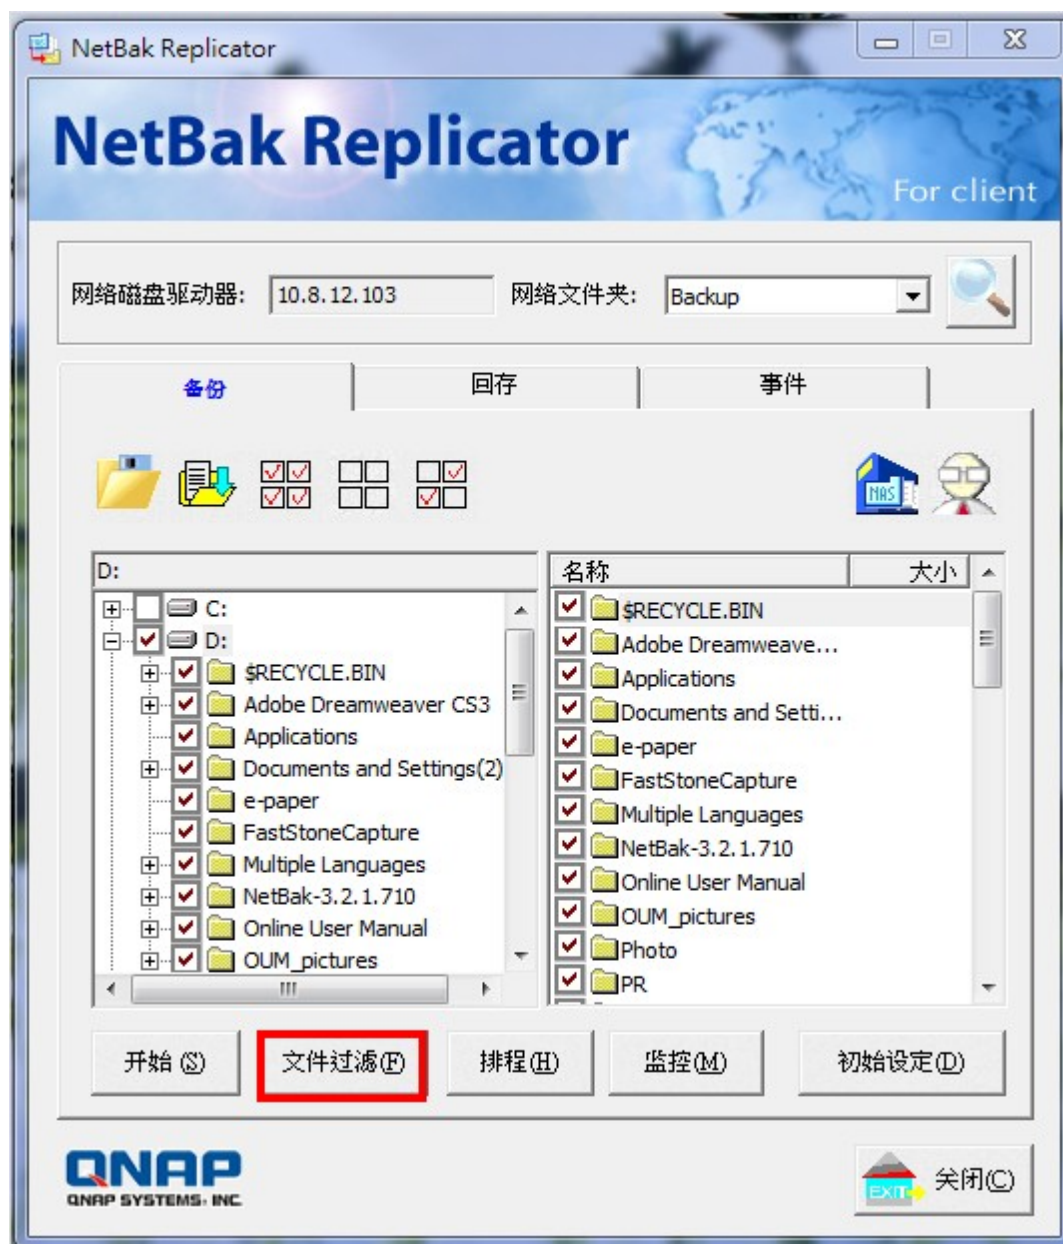 NetBak Replicator
NetBak Replicator
For client
网络磁盘驱动器: 10.8.12.103 网络文件夹: Backup
备份 回存 事件
NAS
D:
C:
D:
$RECYCLE.BIN
Adobe Dreamweaver CS3
Applications
Documents and Settings(2)
e-paper
FastStoneCapture
Multiple Languages
NetBak-3.2.1.710
Online User Manual
OUM_pictures
名称 大小
$RECYCLE.BIN
Adobe Dreamweave...
Applications
Documents and Setti...
e-paper
FastStoneCapture
Multiple Languages
NetBak-3.2.1.710
Online User Manual
OUM_pictures
Photo
PR
开始(S) 文件过滤(F) 排程(H) 监控(M) 初始设定(D)
QNAP
QNAP SYSTEMS, INC
EXIT 关闭(C)